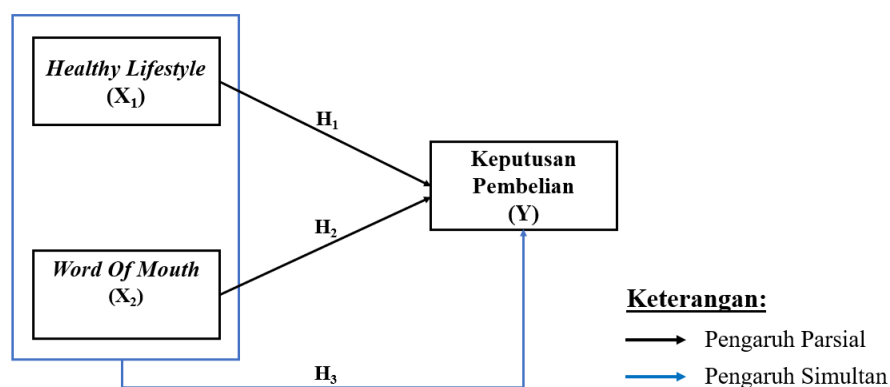 Healthy Lifestyle
(X₁)
H₁
Keputusan
Pembelian
(Y)
H₂
Word Of Mouth
(X₂)
H₃
Keterangan:
Pengaruh Parsial
Pengaruh Simultan